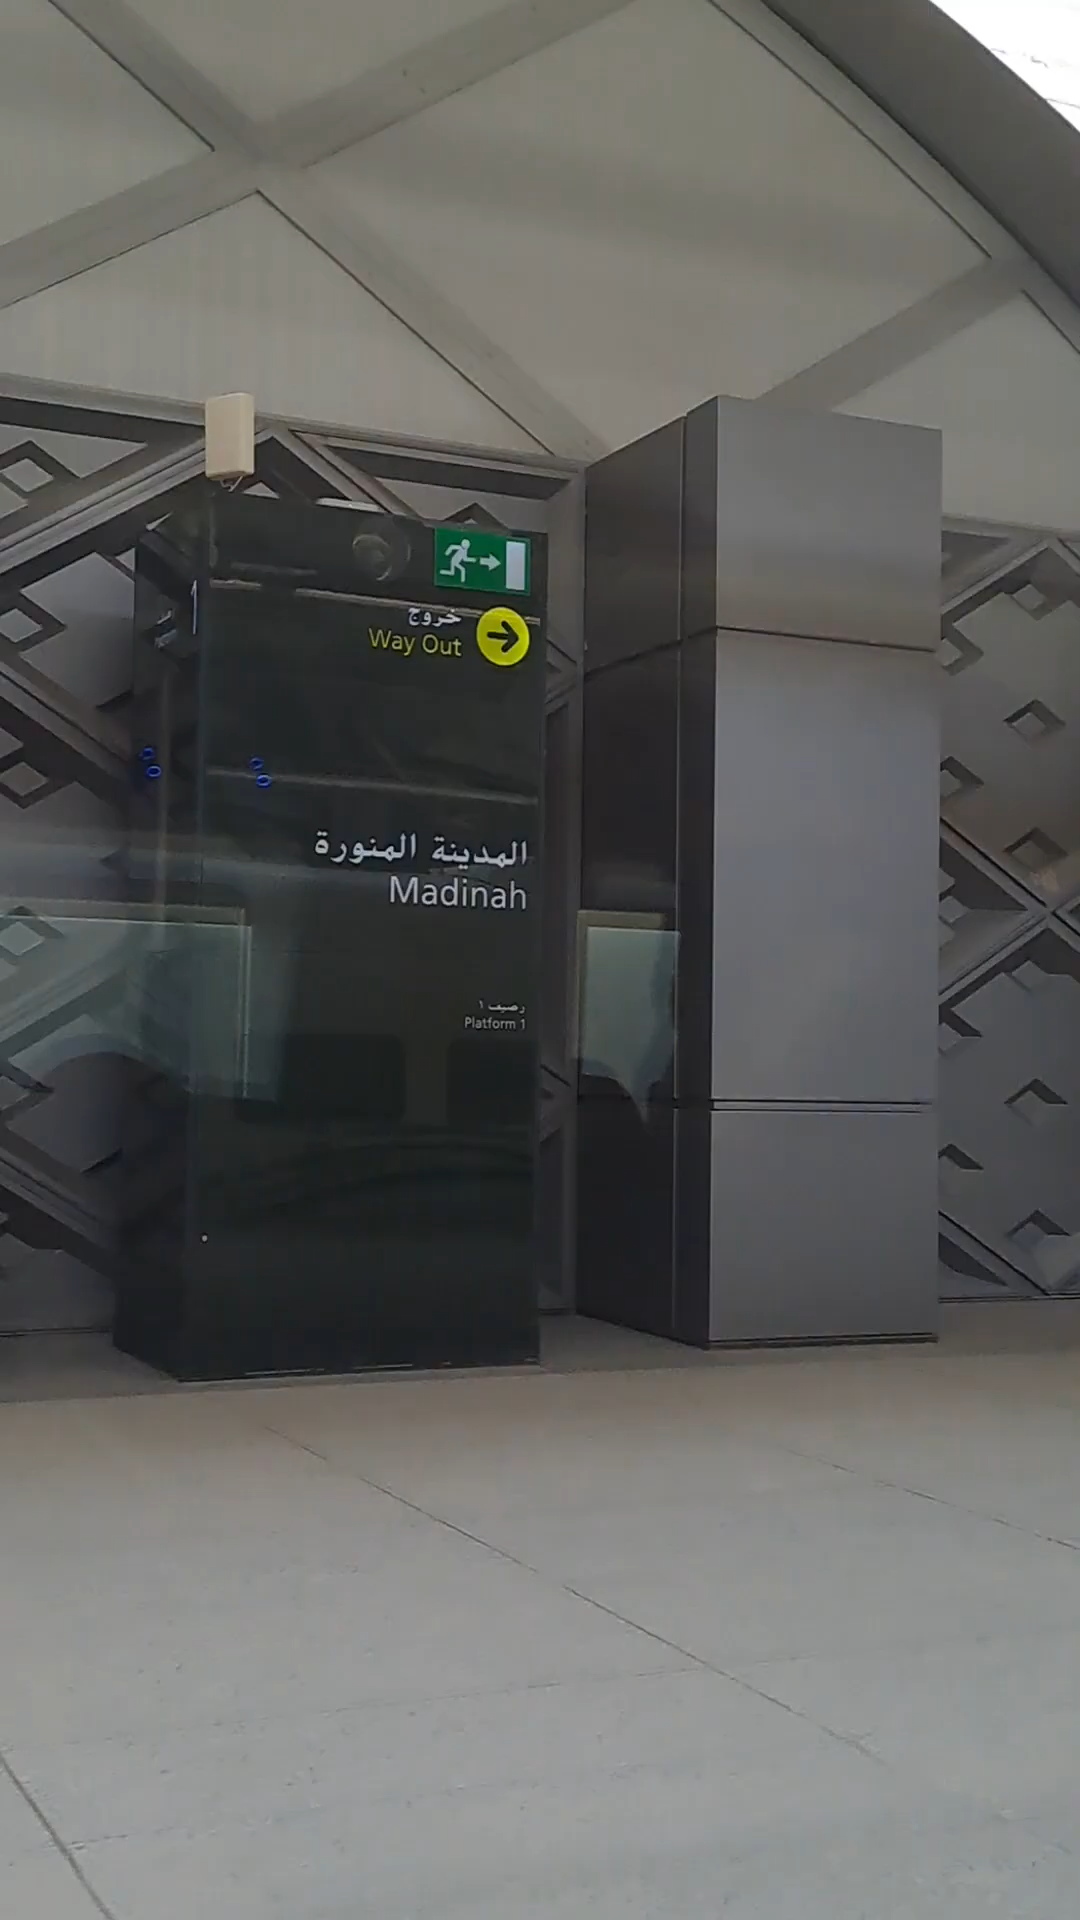 خروج
Way Out
المدينة المنورة
Madinah
رصيف ١
Platform 1